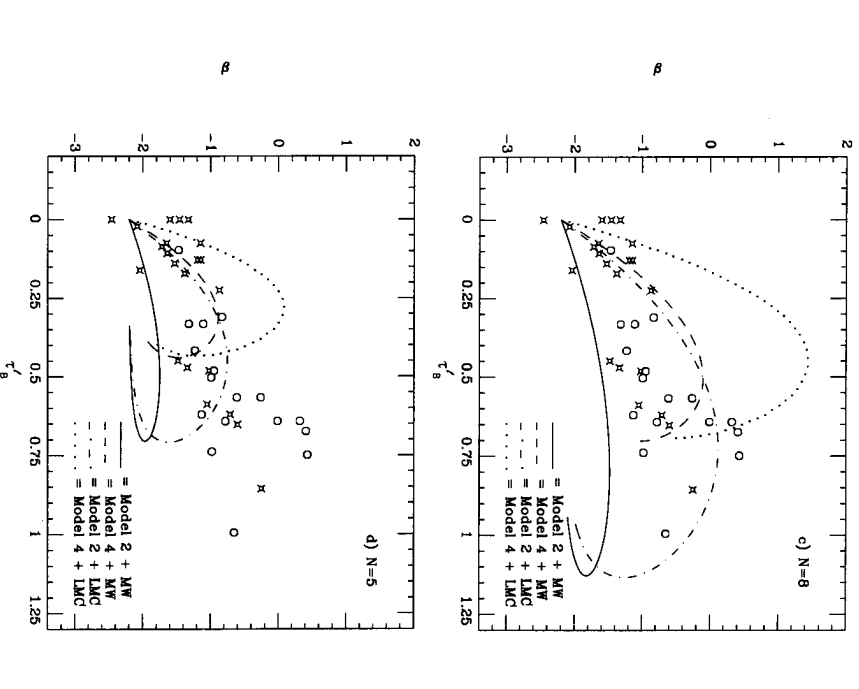 2
1
0
-1
-2
-3
β
c) N=8
= Model 2 + MW
= Model 4 + MW
= Model 2 + LMC
= Model 4 + LMC
0 0.25 0.5 0.75 1 1.25
τ'B
2
1
0
-1
-2
-3
β
d) N=5
= Model 2 + MW
= Model 4 + MW
= Model 2 + LMC
= Model 4 + LMC
0 0.25 0.5 0.75 1 1.25